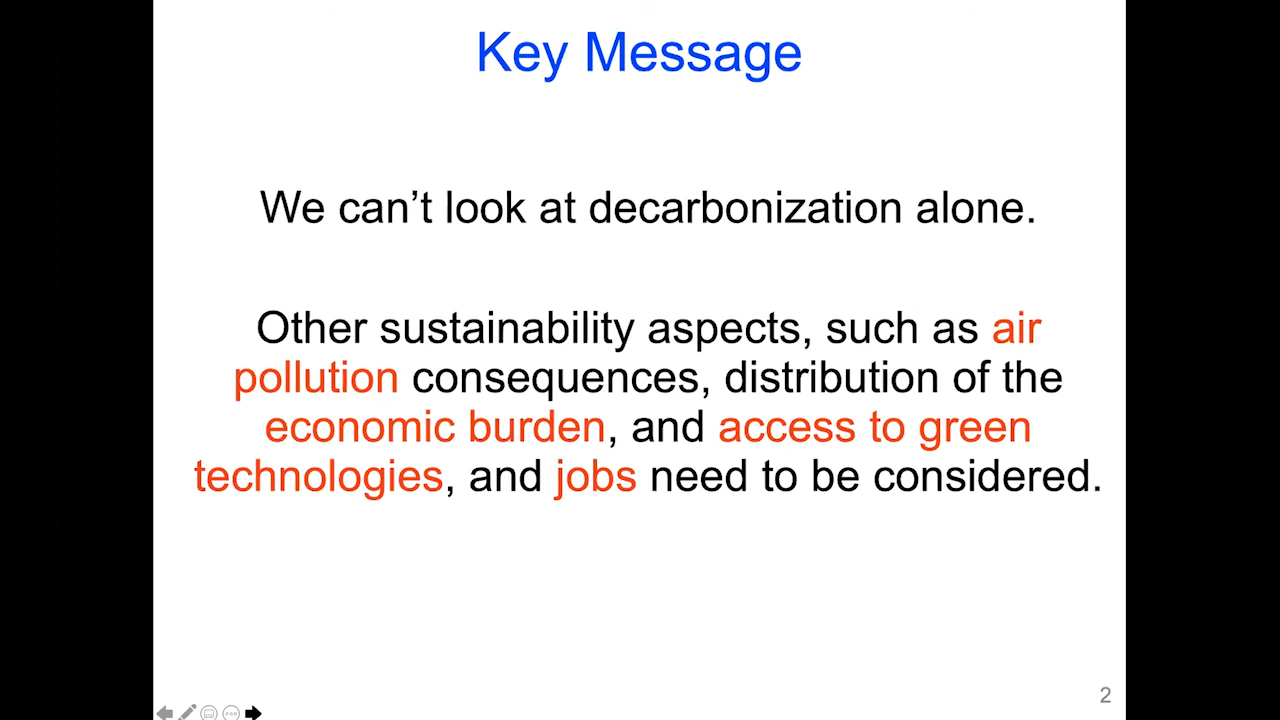 Key Message
We can’t look at decarbonization alone.
Other sustainability aspects, such as air
pollution consequences, distribution of the
economic burden, and access to green
technologies, and jobs need to be considered.
2